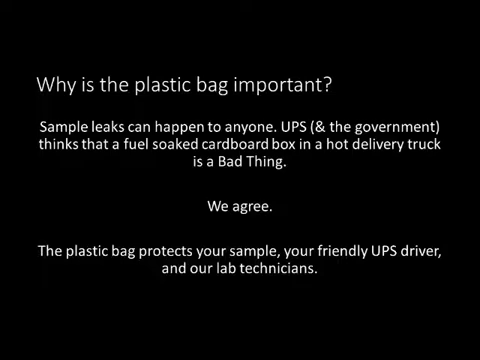 Why is the plastic bag important?
Sample leaks can happen to anyone. UPS (& the government)
thinks that a fuel soaked cardboard box in a hot delivery truck
is a Bad Thing.
We agree.
The plastic bag protects your sample, your friendly UPS driver,
and our lab technicians.